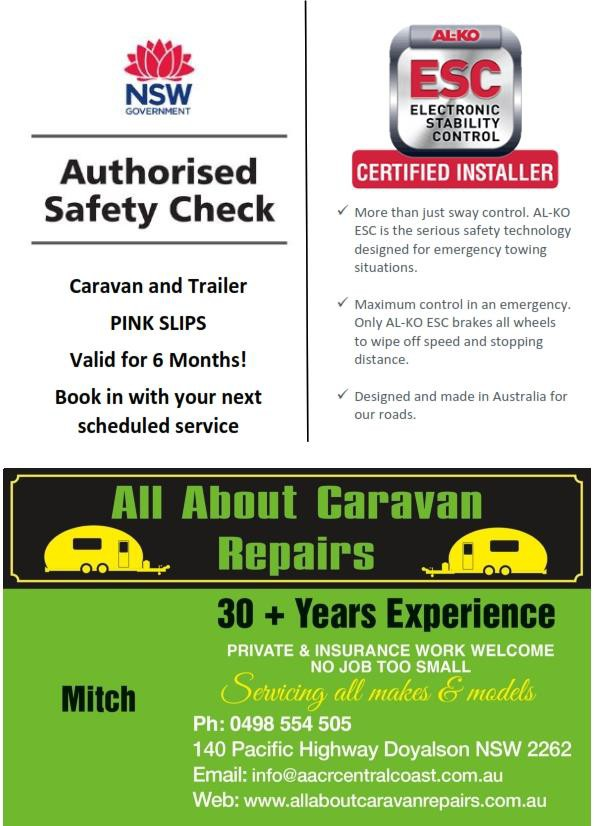 NSW
GOVERNMENT
Authorised
Safety Check
Caravan and Trailer
PINK SLIPS
Valid for 6 Months!
Book in with your next
scheduled service
AL-KO
ESC
ELECTRONIC
STABILITY
CONTROL
CERTIFIED INSTALLER
✓ More than just sway control. AL-KO
ESC is the serious safety technology
designed for emergency towing
situations.
✓ Maximum control in an emergency.
Only AL-KO ESC brakes all wheels
to wipe off speed and stopping
distance.
✓ Designed and made in Australia for
our roads.
All About Caravan
Repairs
30 + Years Experience
PRIVATE & INSURANCE WORK WELCOME
NO JOB TOO SMALL
Servicing all makes & models
Mitch
Ph: 0498 554 505
140 Pacific Highway Doyalson NSW 2262
Email: info@aacrcentralcoast.com.au
Web: www.allaboutcaravanrepairs.com.au